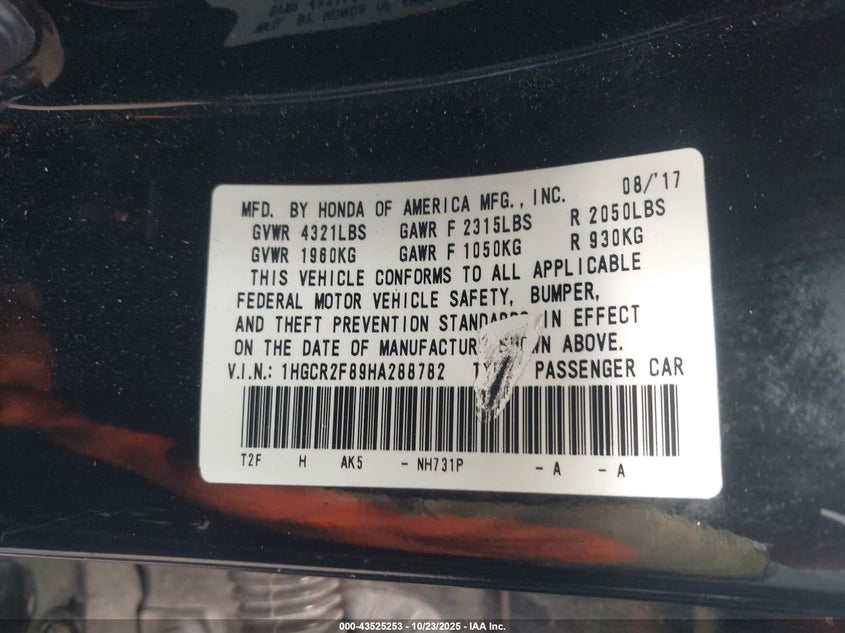 08/'17
MFD. BY HONDA OF AMERICA MFG., INC.
GVWR 4321LBS GAWR F 2315LBS R 2050LBS
GVWR 1960KG GAWR F 1050KG R 930KG
THIS VEHICLE CONFORMS TO ALL APPLICABLE
FEDERAL MOTOR VEHICLE SAFETY, BUMPER,
AND THEFT PREVENTION STANDARDS IN EFFECT
ON THE DATE OF ABOVE.
V.I.N.: 1HGCR2F89HA288782 PASSENGER CAR
T2F H AK5 - NH731P - A - A
000-43525253 - 10/23/2025 - IAA Inc.